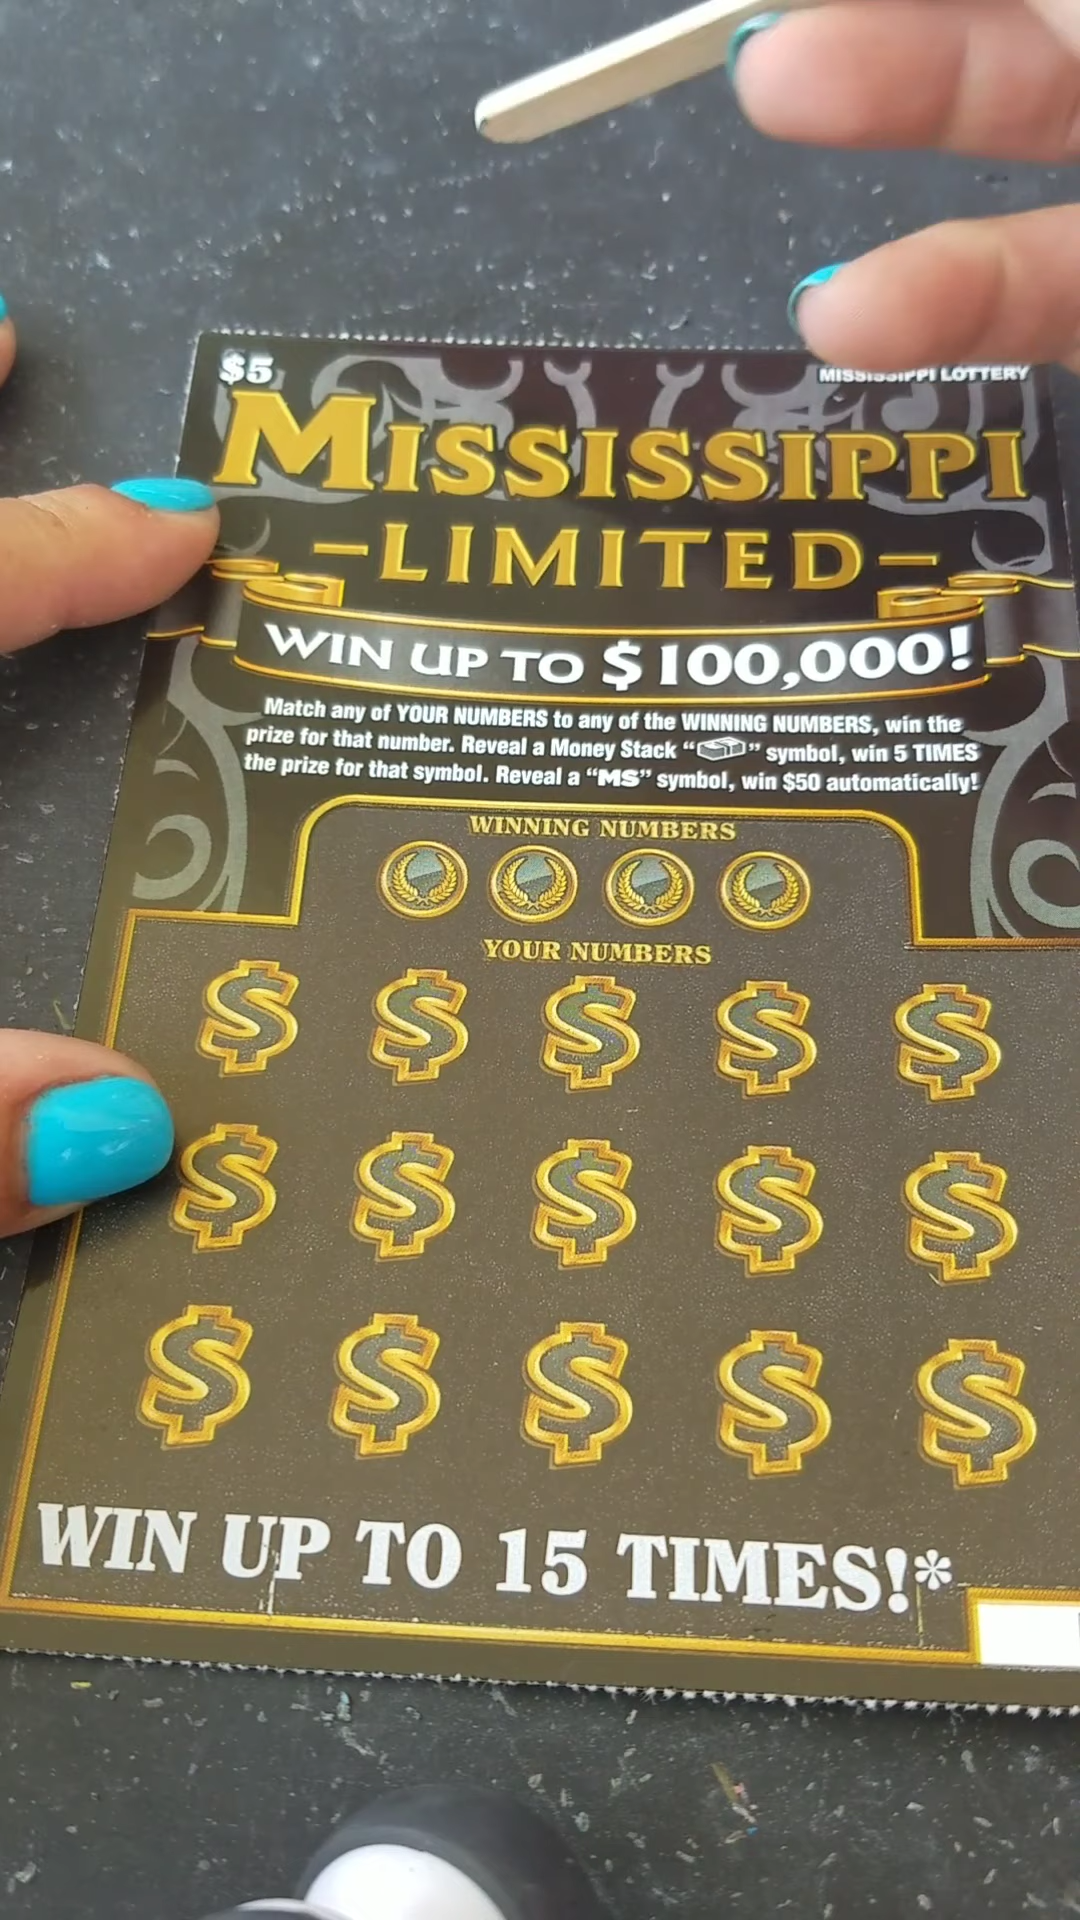 $5
MISSISSIPPI LOTTERY
MISSISSIPPI
-LIMITED-
WIN UP TO $100,000!
Match any of YOUR NUMBERS to any of the WINNING NUMBERS, win the
prize for that number. Reveal a Money Stack “ ” symbol, win 5 TIMES
the prize for that symbol. Reveal a “MS” symbol, win $50 automatically!
WINNING NUMBERS
YOUR NUMBERS
$ $ $ $ $
$ $ $ $ $
$ $ $ $ $
WIN UP TO 15 TIMES!*